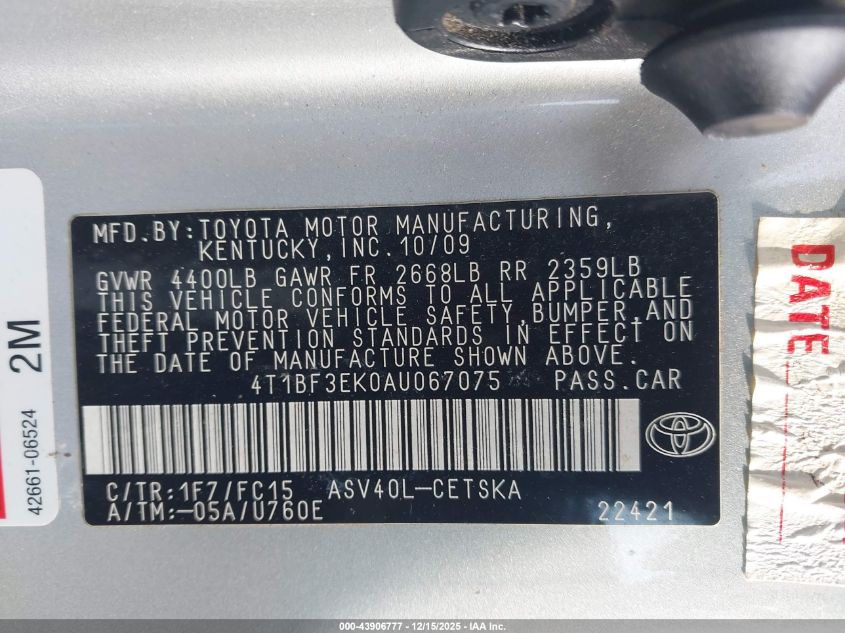 MFD.BY:TOYOTA MOTOR MANUFACTURING,
KENTUCKY,INC.10/09
GVWR 4400LB GAWR FR 2668LB RR 2359LB
THIS VEHICLE CONFORMS TO ALL APPLICABLE
FEDERAL MOTOR VEHICLE SAFETY,BUMPER,AND
THEFT PREVENTION STANDARDS IN EFFECT ON
THE DATE OF MANUFACTURE SHOWN ABOVE.
4T1BF3EK0AU067075 PASS.CAR
C/TR:1F7/FC15 ASV40L-CETSKA
A/TM:-05A/U760E 22421
2M
42661-06524
DATE
000-43906777 - 12/15/2025 - IAA Inc.